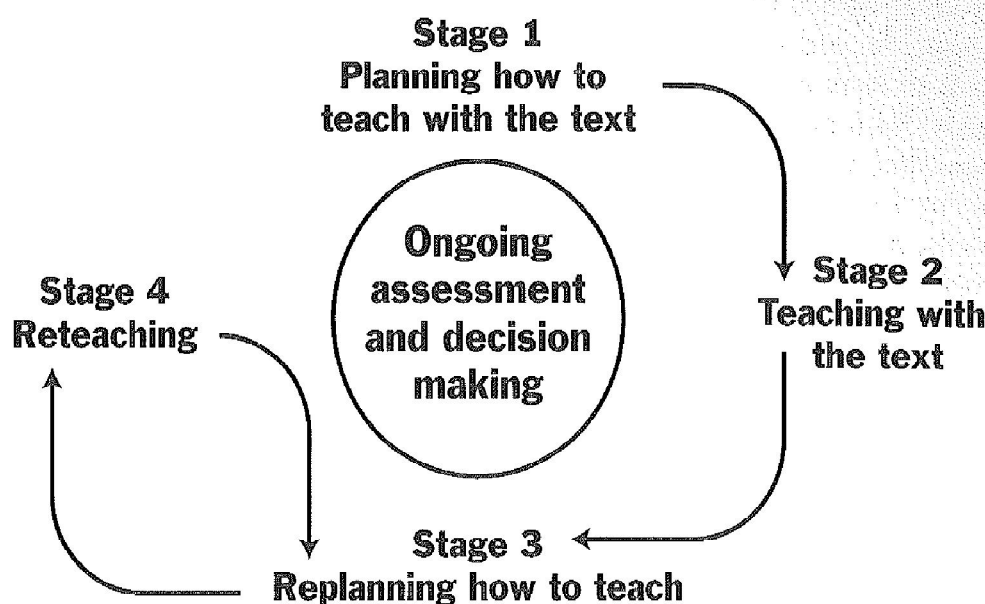 Stage 1
Planning how to
teach with the text
Ongoing
assessment
and decision
making
Stage 2
Teaching with
the text
Stage 4
Reteaching
Stage 3
Replanning how to teach